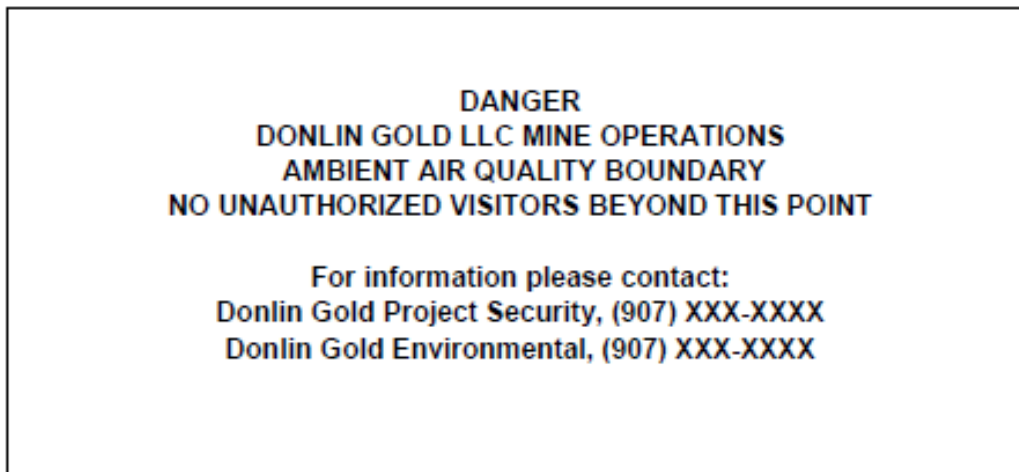 DANGER
DONLIN GOLD LLC MINE OPERATIONS
AMBIENT AIR QUALITY BOUNDARY
NO UNAUTHORIZED VISITORS BEYOND THIS POINT
For information please contact:
Donlin Gold Project Security, (907) XXX-XXXX
Donlin Gold Environmental, (907) XXX-XXXX